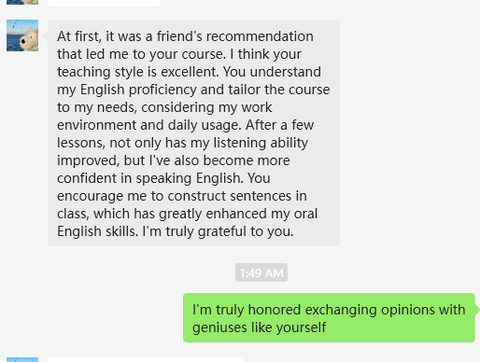 At first, it was a friend's recommendation
that led me to your course. I think your
teaching style is excellent. You understand
my English proficiency and tailor the course
to my needs, considering my work
environment and daily usage. After a few
lessons, not only has my listening ability
improved, but I've also become more
confident in speaking English. You
encourage me to construct sentences in
class, which has greatly enhanced my oral
English skills. I'm truly grateful to you.
1:49 AM
I'm truly honored exchanging opinions with
geniuses like yourself